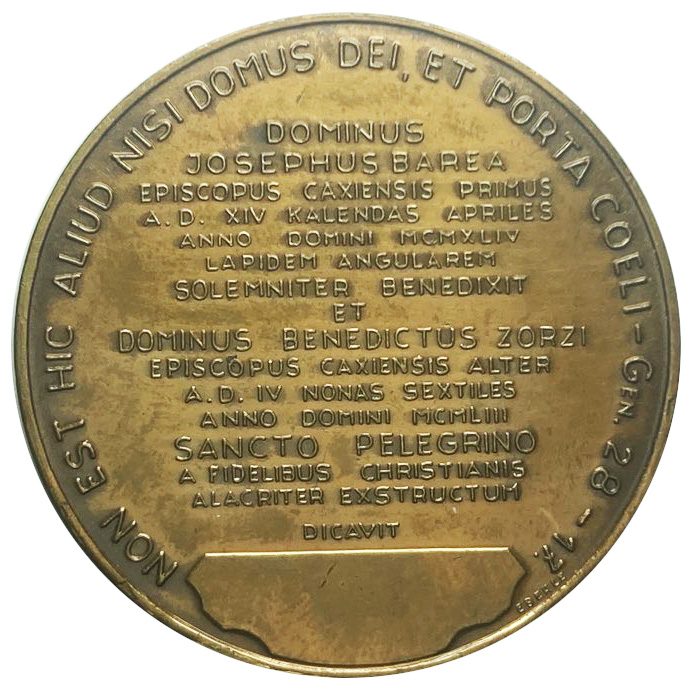 NON EST HIC ALIUD NISI DOMUS DEI, ET PORTA COELI - GEN. 28 - 17.
DOMINUS
JOSEPHUS BAREA
EPISCOPUS CAXIENSIS PRIMUS
A. D. XIV KALENDAS APRILES
ANNO DOMINI MCMXLIV
LAPIDEM ANGULAREM
SOLEMNITER BENEDIXIT
ET
DOMINUS BENEDICTUS ZORZI
EPISCOPUS CAXIENSIS ALTER
A. D. IV NONAS SEXTILES
ANNO DOMINI MCMLIII
SANCTO PELEGRINO
A FIDELIBUS CHRISTIANIS
ALACRITER EXSTRUCTUM
DICAVIT
EBERLE